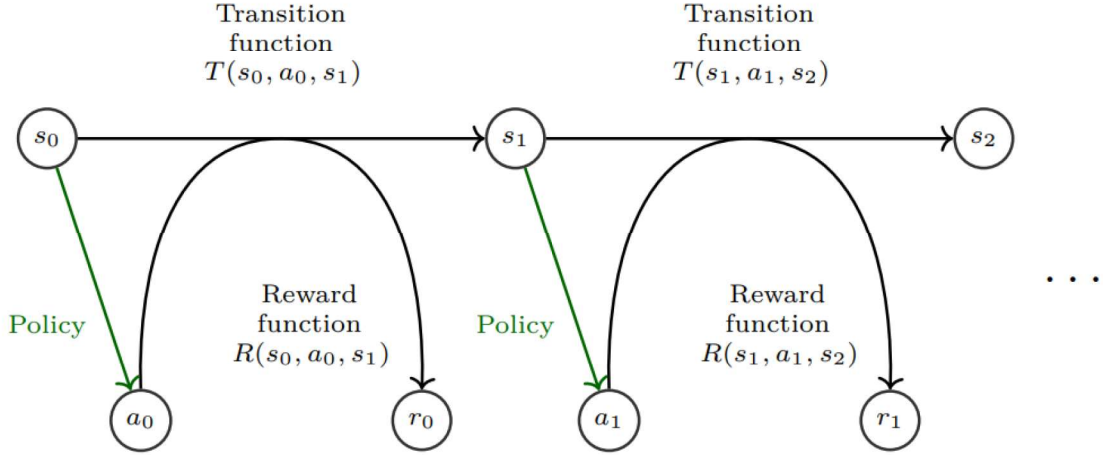 Transition
function
T(s₀, a₀, s₁)
Transition
function
T(s₁, a₁, s₂)
s₀
s₁
s₂
Policy
Reward
function
R(s₀, a₀, s₁)
Policy
Reward
function
R(s₁, a₁, s₂)
. . .
a₀
r₀
a₁
r₁